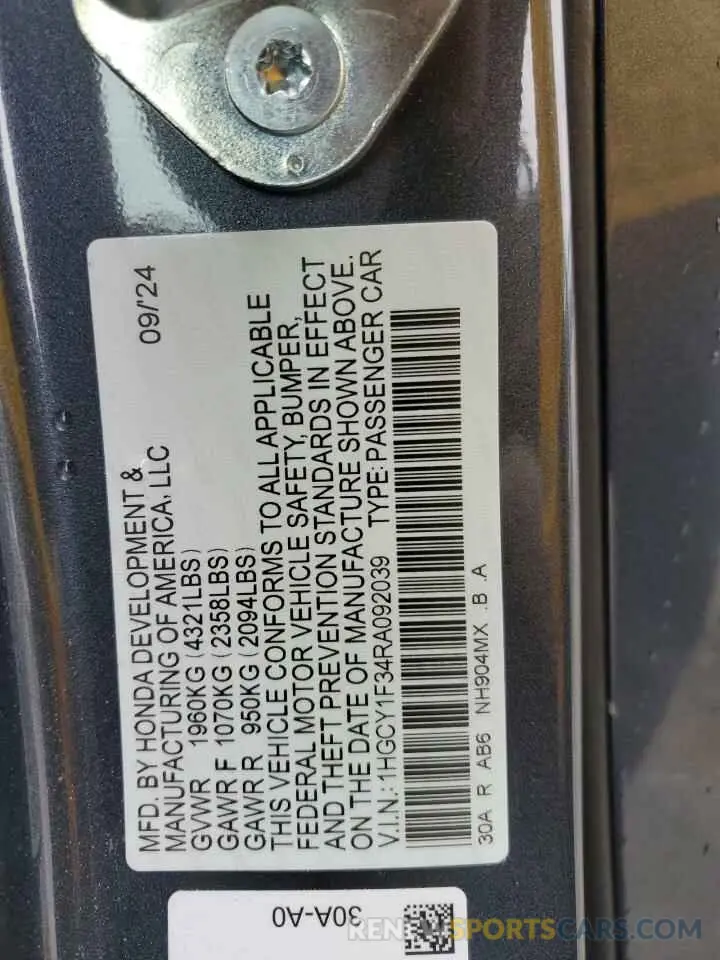 MFD. BY HONDA DEVELOPMENT & 09/'24
MANUFACTURING OF AMERICA, LLC
GVWR 1960KG (4321LBS)
GAWR F 1070KG (2358LBS)
GAWR R 950KG (2094LBS)
THIS VEHICLE CONFORMS TO ALL APPLICABLE
FEDERAL MOTOR VEHICLE SAFETY, BUMPER,
AND THEFT PREVENTION STANDARDS IN EFFECT
ON THE DATE OF MANUFACTURE SHOWN ABOVE.
V.I.N.: 1HGCY1F34RA092039 TYPE: PASSENGER CAR
30A R AB6 NH904MX .B .A
30A-A0
RENEWSPORTSCARS.COM